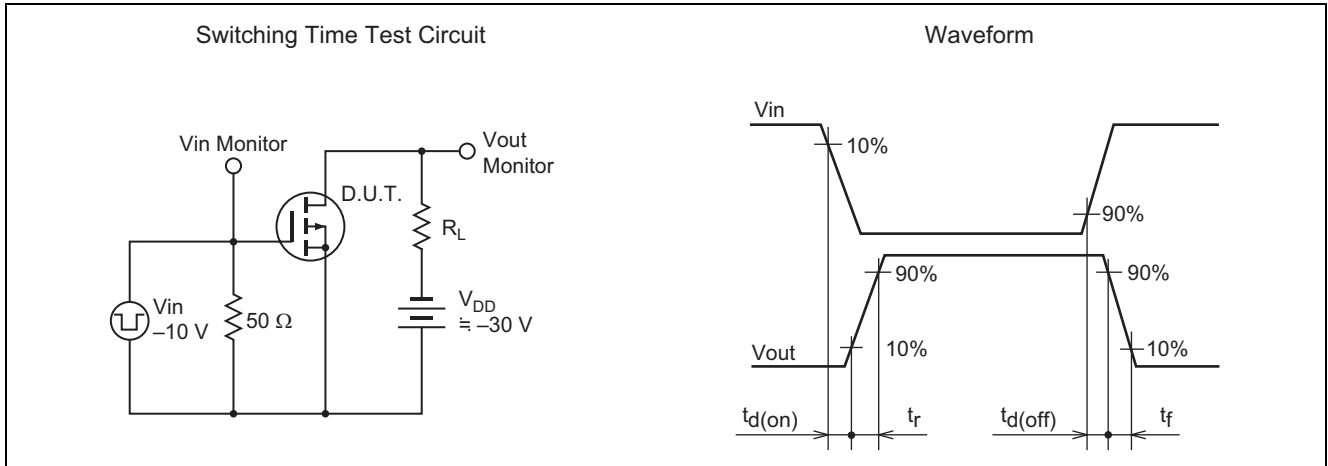 Switching Time Test Circuit
Vin Monitor
Vout
Monitor
D.U.T.
RL
Vin
–10 V
50 Ω
VDD
≒ –30 V
Waveform
Vin
10%
90%
90%
90%
Vout
10%
10%
td(on)
tr
td(off)
tf